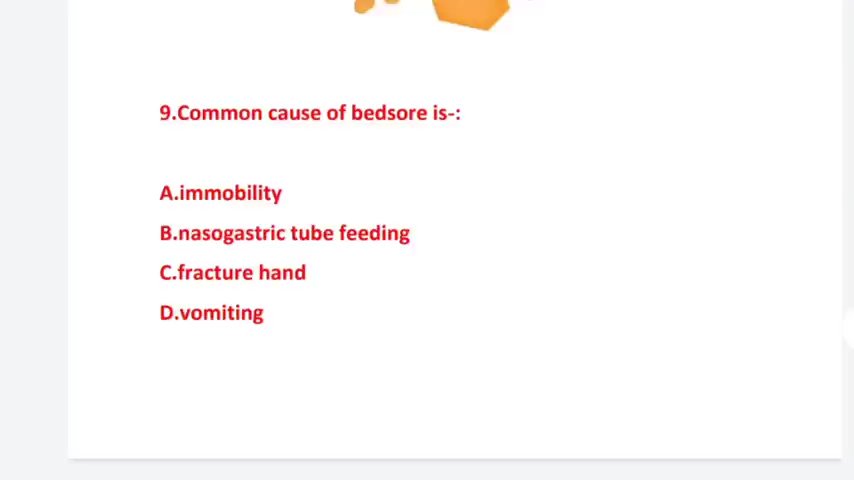 9.Common cause of bedsore is-:
A.immobility
B.nasogastric tube feeding
C.fracture hand
D.vomiting